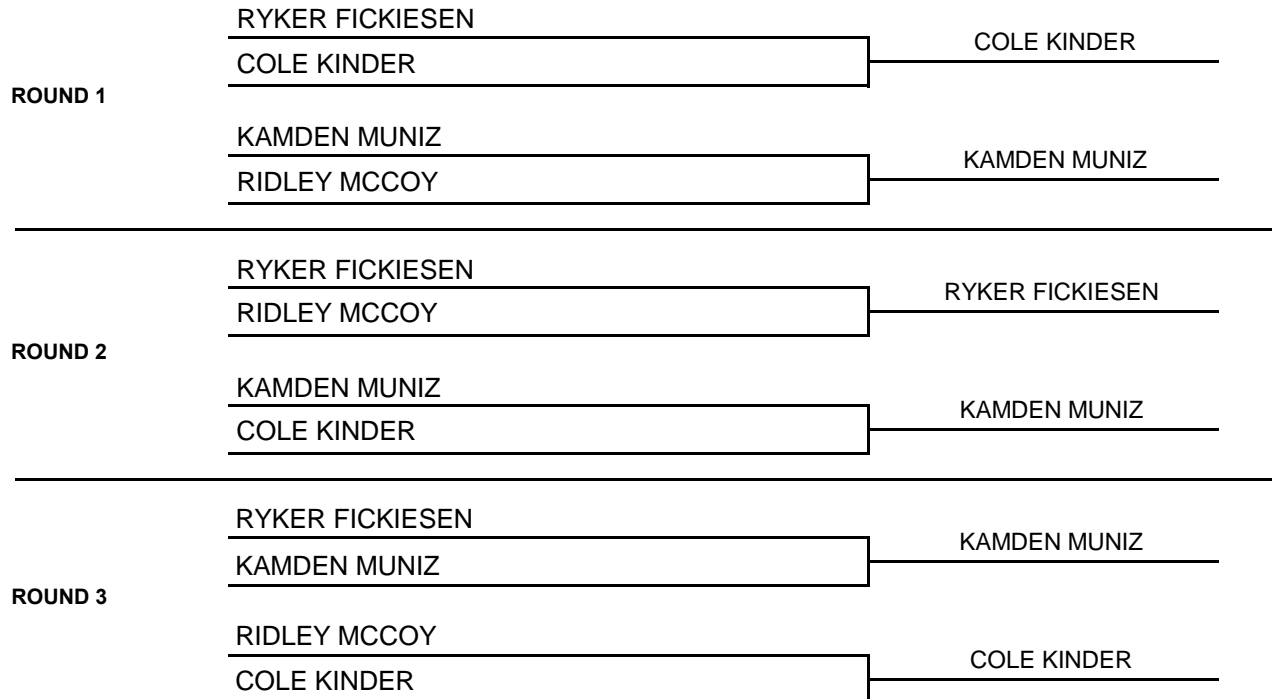 RYKER FICKIESEN
COLE KINDER
COLE KINDER
ROUND 1
KAMDEN MUNIZ
KAMDEN MUNIZ
RIDLEY MCCOY
RYKER FICKIESEN
RYKER FICKIESEN
RIDLEY MCCOY
ROUND 2
KAMDEN MUNIZ
KAMDEN MUNIZ
COLE KINDER
RYKER FICKIESEN
KAMDEN MUNIZ
KAMDEN MUNIZ
ROUND 3
RIDLEY MCCOY
COLE KINDER
COLE KINDER